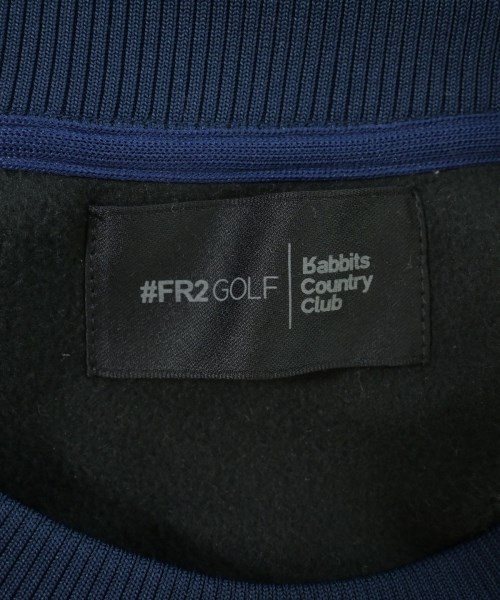 #FR2GOLF
Rabbits
Country
Club